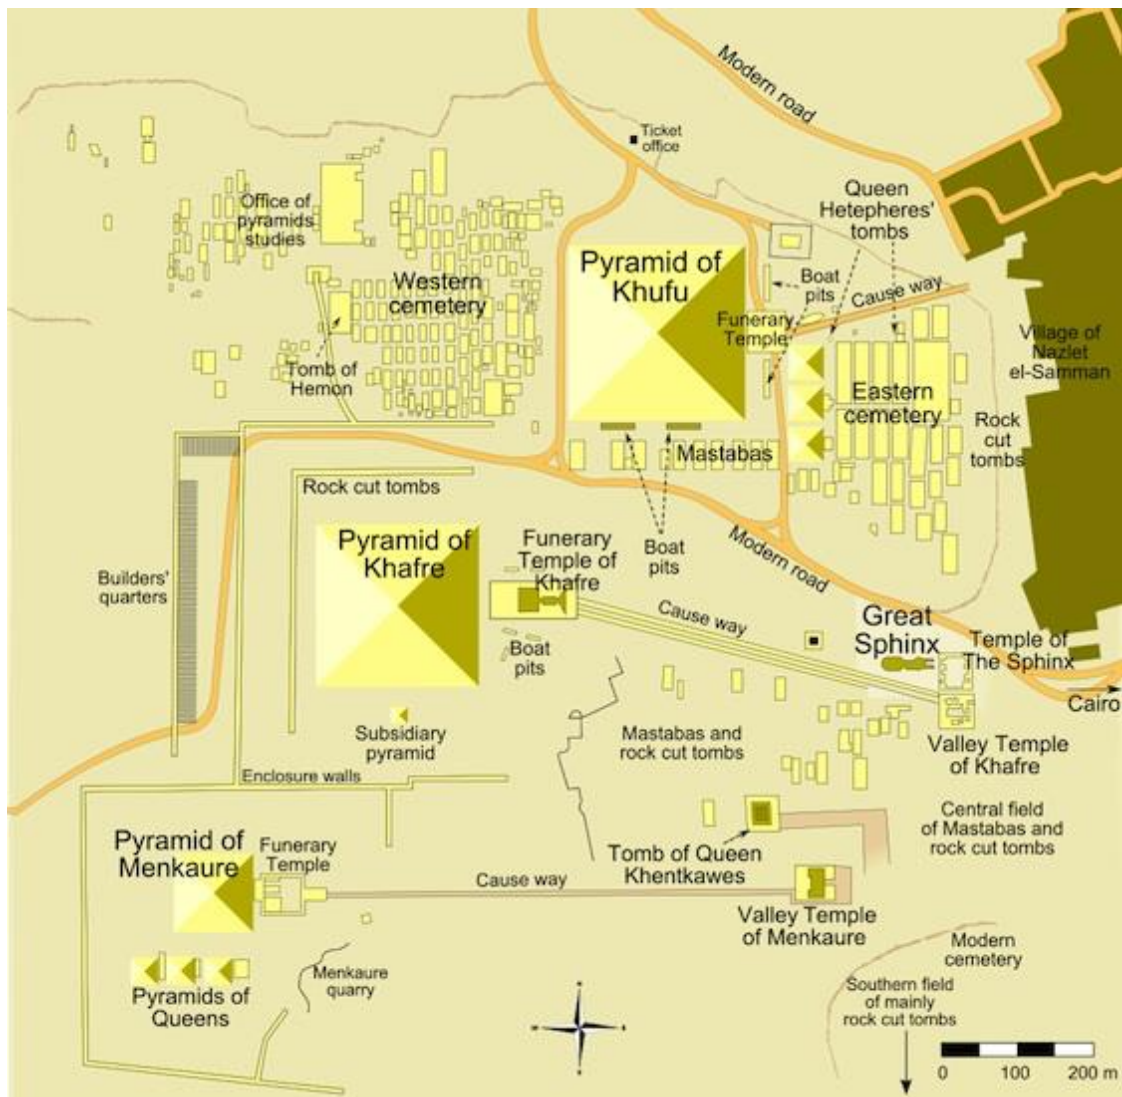 Modern road
Ticket
office
Queen
Hetepheres'
tombs
Office of
pyramids
studies
Pyramid of
Khufu
Boat
pits
Western
cemetery
Cause way
Funerary
Temple
Village of
Nazlet
el-Samman
Tomb of
Hemon
Eastern
cemetery
Rock
cut
tombs
Mastabas
Rock cut tombs
Pyramid of
Khafre
Funerary
Temple of
Khafre
Boat
pits
Modern road
Builders'
quarters
Cause way
Great
Sphinx
Temple of
The Sphinx
Boat
pits
Cairo
Subsidiary
pyramid
Mastabas and
rock cut tombs
Valley Temple
of Khafre
Enclosure walls
Central field
of Mastabas and
rock cut tombs
Pyramid of
Menkaure
Funerary
Temple
Tomb of Queen
Khentkawes
Cause way
Valley Temple
of Menkaure
Modern
cemetery
Menkaure
quarry
Pyramids of
Queens
Southern field
of mainly
rock cut tombs
0 100 200 m